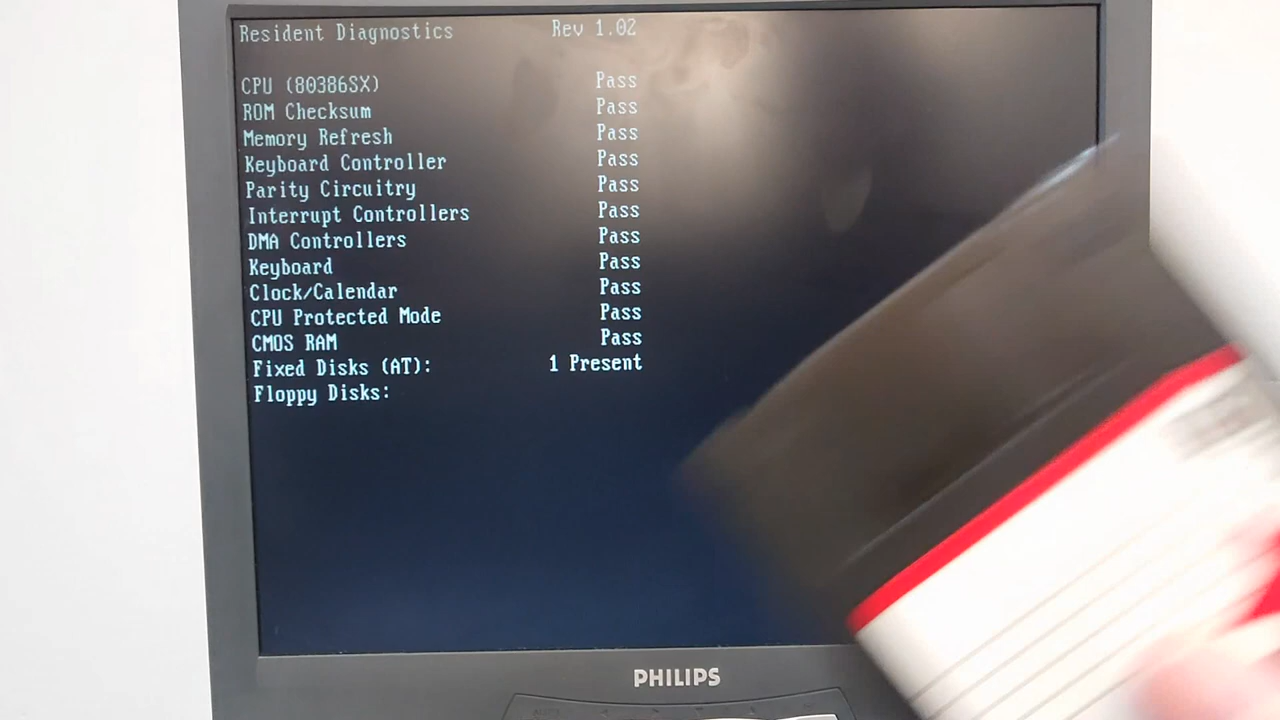 Resident Diagnostics Rev 1.02
CPU (80386SX) Pass
ROM Checksum Pass
Memory Refresh Pass
Keyboard Controller Pass
Parity Circuitry Pass
Interrupt Controllers Pass
DMA Controllers Pass
Keyboard Pass
Clock/Calendar Pass
CPU Protected Mode Pass
CMOS RAM Pass
Fixed Disks (AT): 1 Present
Floppy Disks:
PHILIPS